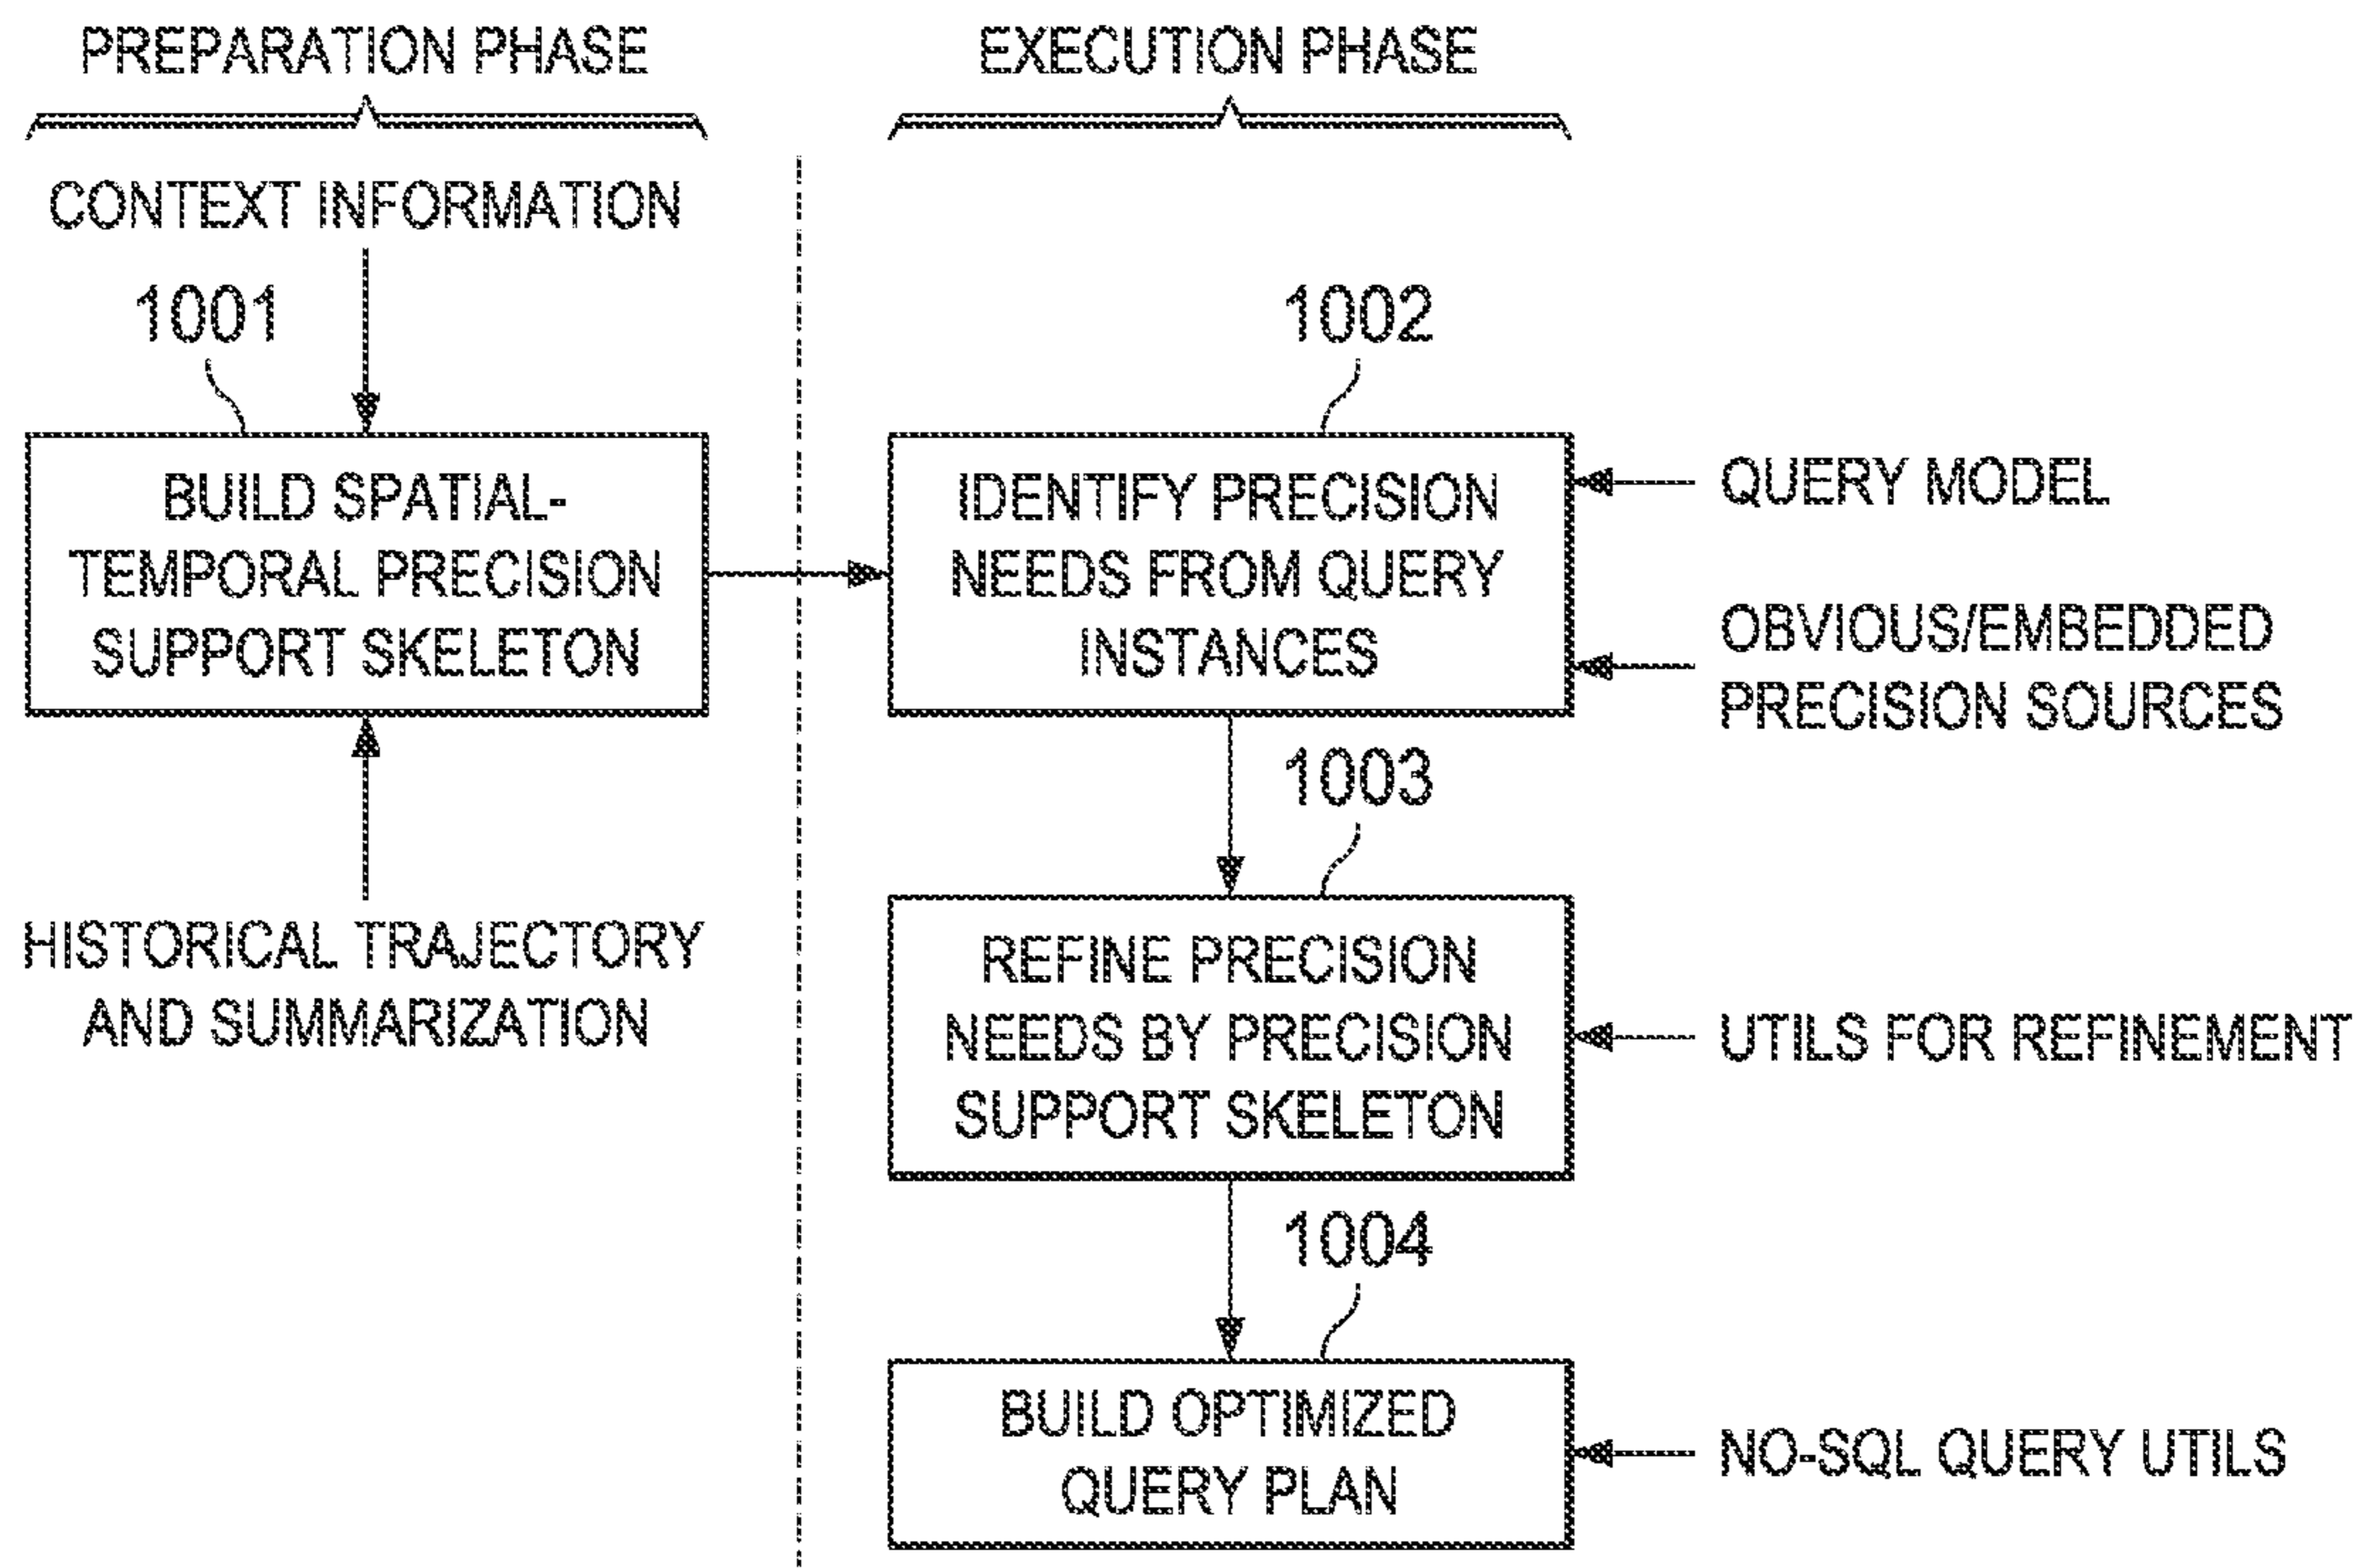 PREPARATION PHASE
EXECUTION PHASE
CONTEXT INFORMATION
1001
1002
BUILD SPATIAL-
TEMPORAL PRECISION
SUPPORT SKELETON
IDENTIFY PRECISION
NEEDS FROM QUERY
INSTANCES
QUERY MODEL
OBVIOUS/EMBEDDED
PRECISION SOURCES
1003
HISTORICAL TRAJECTORY
AND SUMMARIZATION
REFINE PRECISION
NEEDS BY PRECISION
SUPPORT SKELETON
UTILS FOR REFINEMENT
1004
BUILD OPTIMIZED
QUERY PLAN
NO-SQL QUERY UTILS